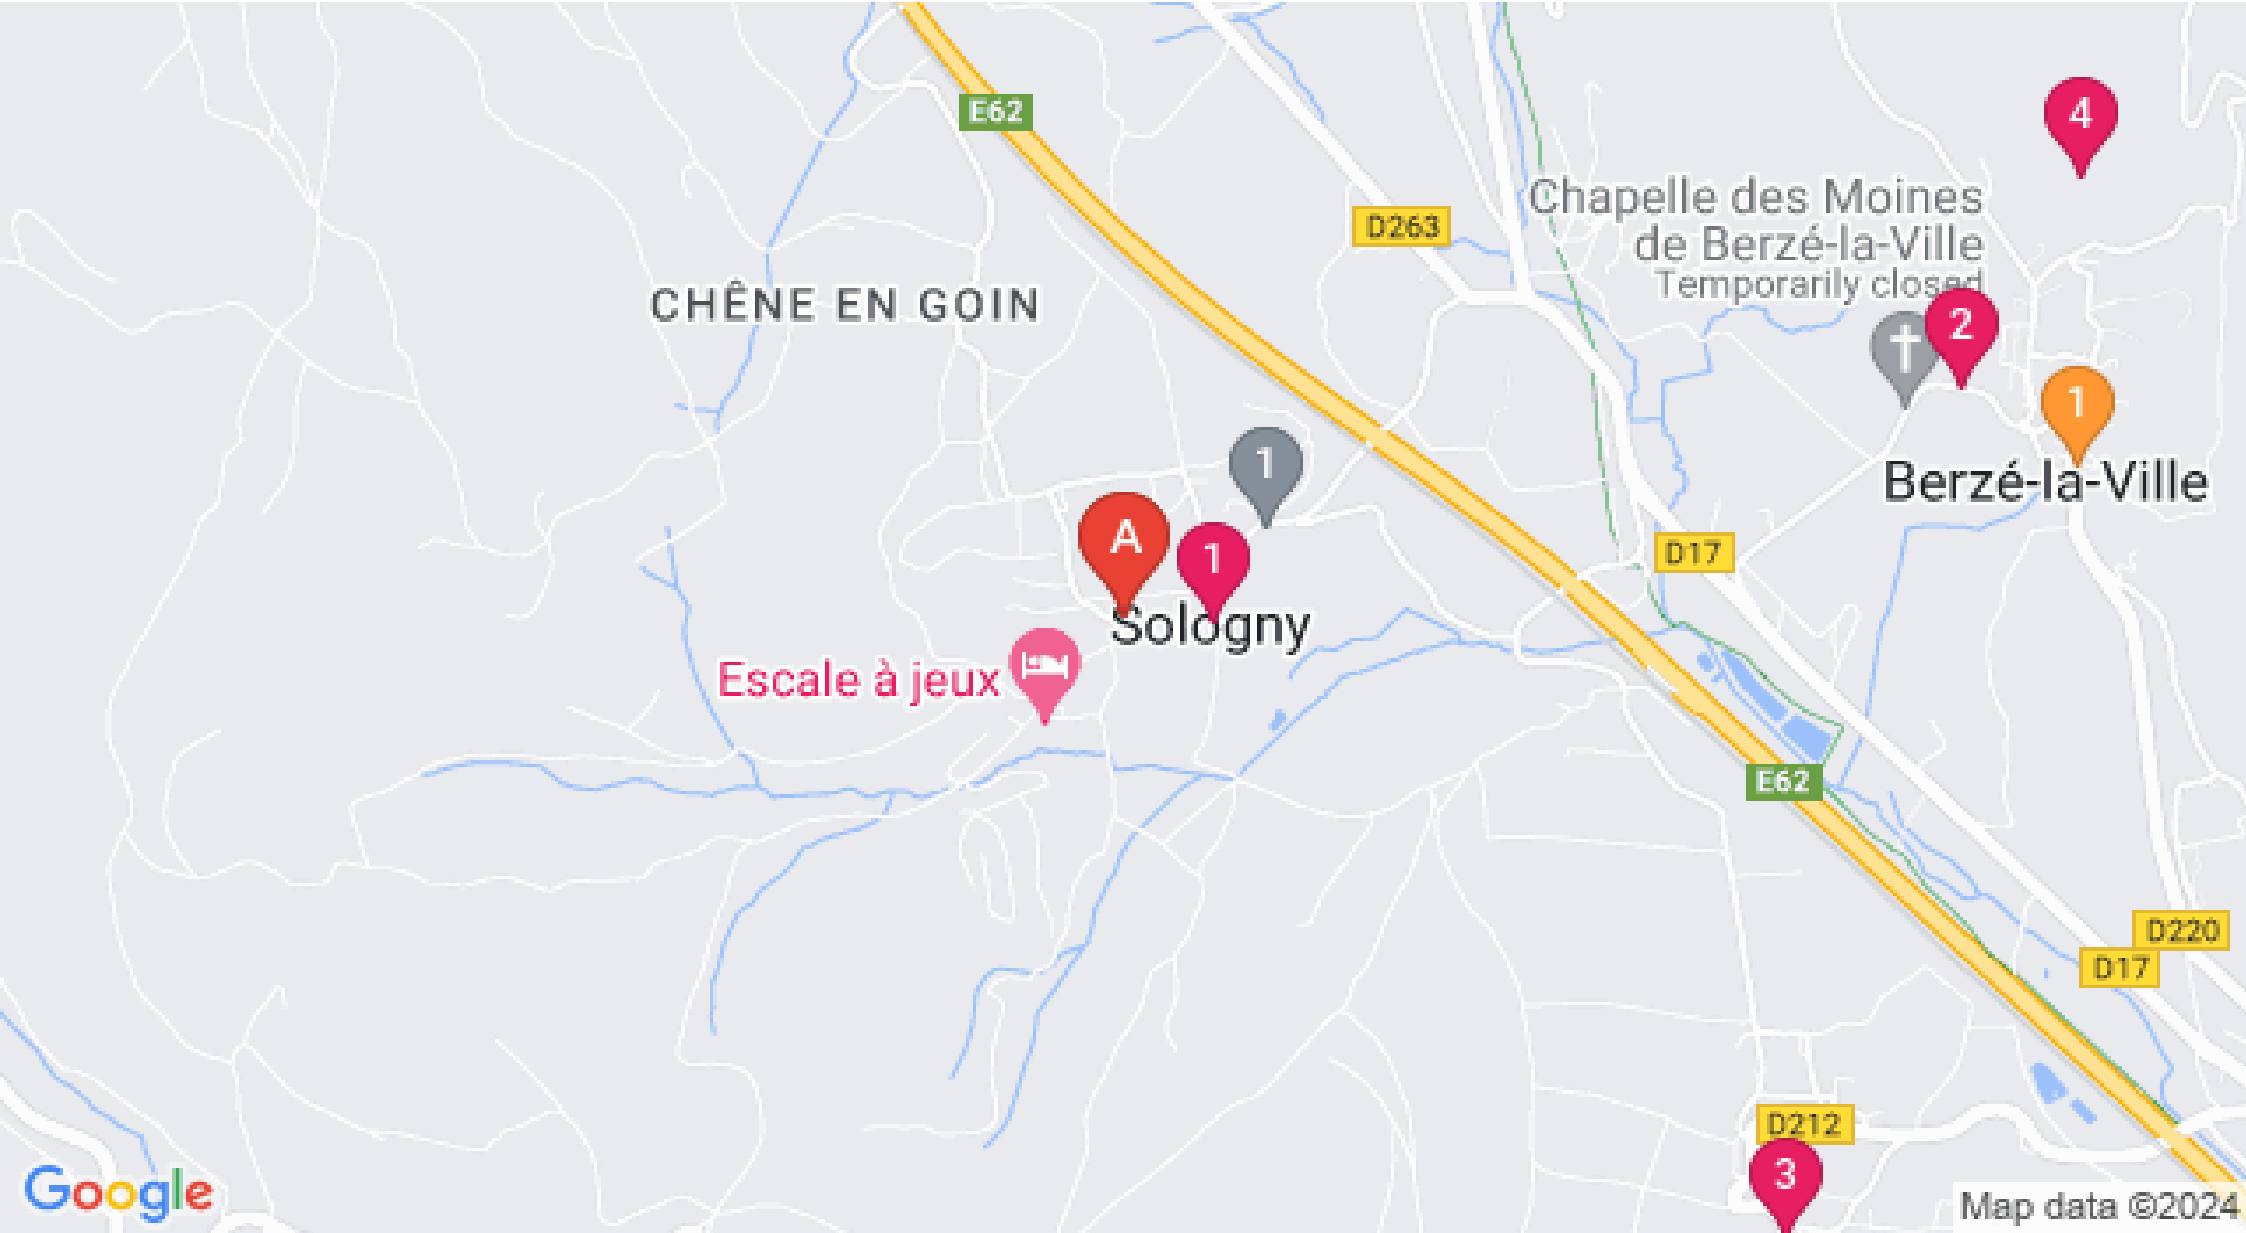 E62
4
Chapelle des Moines
de Berzé-la-Ville
Temporarily closed
D263
CHÊNE EN GOIN
2
1
Berzé-la-Ville
1
A
1
D17
Sologny
Escale à jeux
E62
D220
D17
D212
3
Google
Map data ©2024